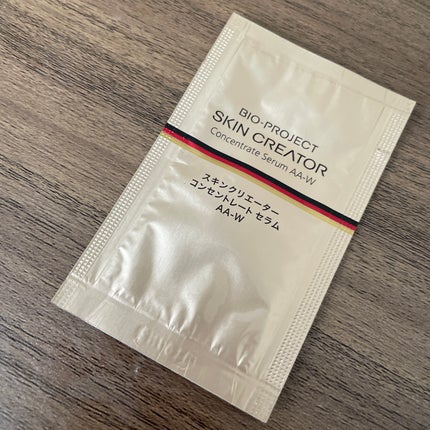 BIO-PROJECT
SKIN CREATOR
Concentrate Serum AA-W
スキンクリエーター
コンセントレート セラム
AA-W